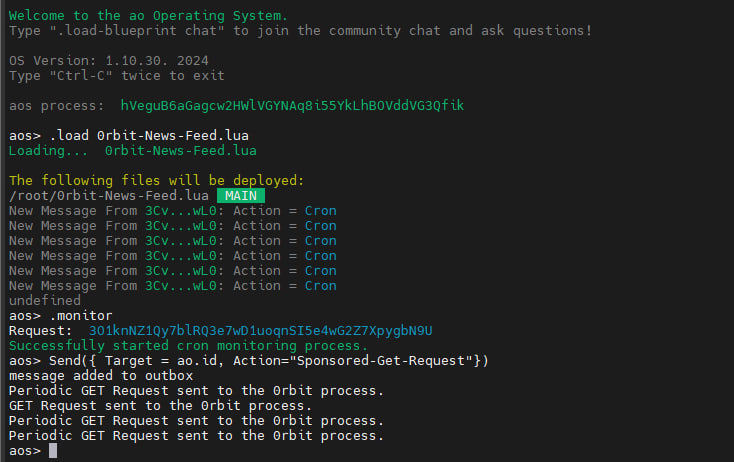 Welcome to the ao Operating System.
Type ".load-blueprint chat" to join the community chat and ask questions!
OS Version: 1.10.30. 2024
Type "Ctrl-C" twice to exit
aos process:  hVeguB6aGagcw2HWlVGYNAq8i55YkLhBOVddVG3Qfik
aos> .load 0rbit-News-Feed.lua
Loading...  0rbit-News-Feed.lua
The following files will be deployed:
/root/0rbit-News-Feed.lua  MAIN
New Message From 3Cv...wL0: Action = Cron
New Message From 3Cv...wL0: Action = Cron
New Message From 3Cv...wL0: Action = Cron
New Message From 3Cv...wL0: Action = Cron
New Message From 3Cv...wL0: Action = Cron
New Message From 3Cv...wL0: Action = Cron
undefined
aos> .monitor
Request:  3O1knNZ1Qy7blRQ3e7wD1uoqnSI5e4wG2Z7XpygbN9U
Successfully started cron monitoring process.
aos> Send({ Target = ao.id, Action="Sponsored-Get-Request"})
message added to outbox
Periodic GET Request sent to the 0rbit process.
GET Request sent to the 0rbit process.
Periodic GET Request sent to the 0rbit process.
Periodic GET Request sent to the 0rbit process.
aos>